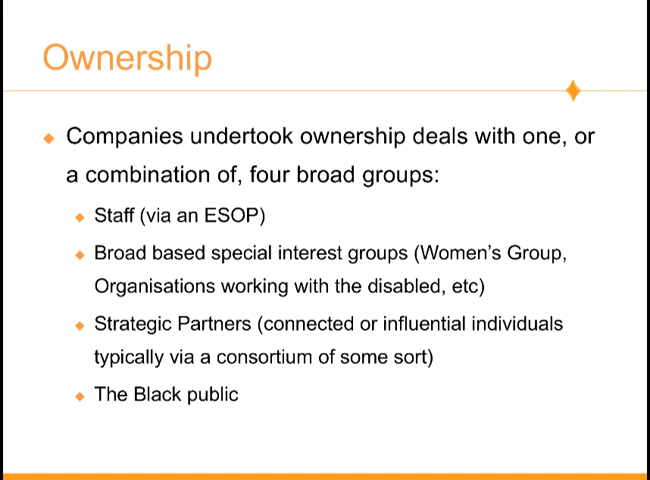 Ownership
Companies undertook ownership deals with one, or
a combination of, four broad groups:
Staff (via an ESOP)
Broad based special interest groups (Women’s Group,
Organisations working with the disabled, etc)
Strategic Partners (connected or influential individuals
typically via a consortium of some sort)
The Black public